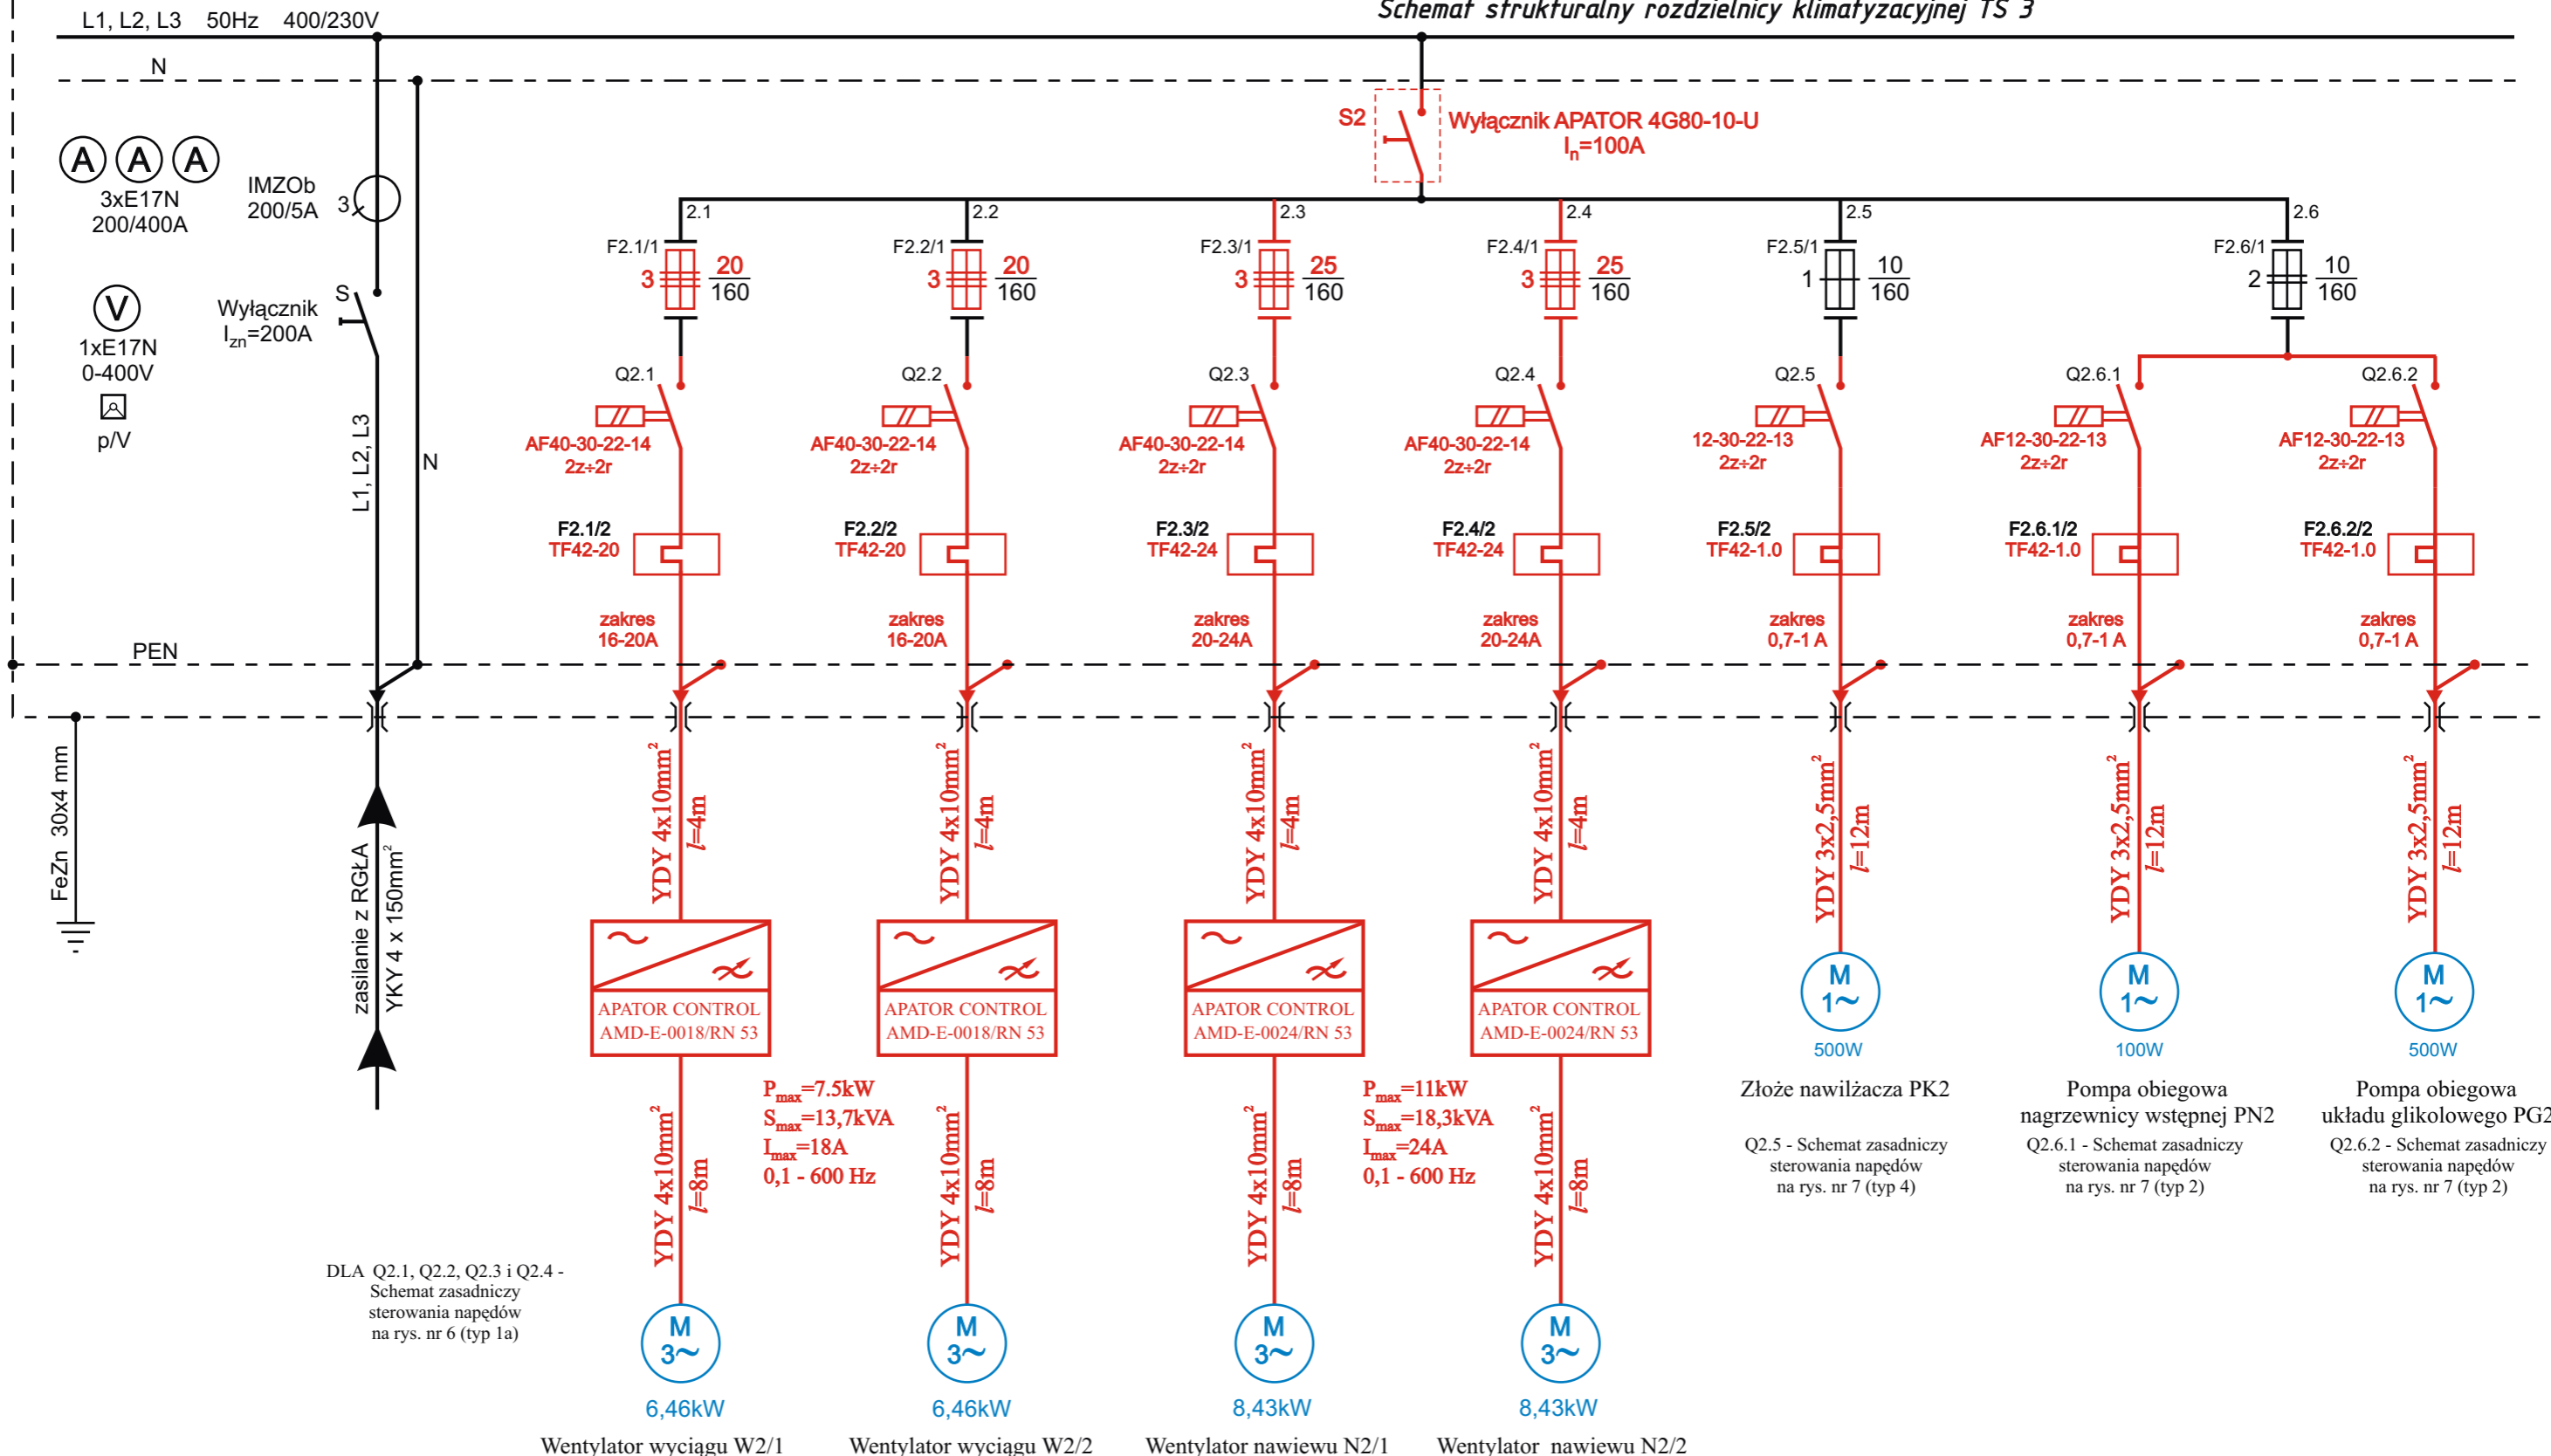 Schemat strukturalny rozdzielnicy klimatyzacyjnej TS 3
L1, L2, L3 50Hz 400/230V
N
S2
Wyłącznik APATOR 4G80-10-U
In=100A
A A A
3xE17N
200/400A
IMZOb
200/5A
3
V
1xE17N
0-400V
p/V
Wyłącznik
Izn=200A
S
L1, L2, L3
N
PEN
FeZn 30x4 mm
zasilanie z RGŁA
YKY 4 x 150mm²
DLA Q2.1, Q2.2, Q2.3 i Q2.4 -
Schemat zasadniczy
sterowania napędów
na rys. nr 6 (typ 1a)
2.1
F2.1/1
3
20
160
Q2.1
AF40-30-22-14
2z÷2r
F2.1/2
TF42-20
zakres
16-20A
YDY 4x10mm²
l=4m
APATOR CONTROL
AMD-E-0018/RN 53
YDY 4x10mm²
l=8m
M
3~
6,46kW
Wentylator wyciągu W2/1
2.2
F2.2/1
3
20
160
Q2.2
AF40-30-22-14
2z÷2r
F2.2/2
TF42-20
zakres
16-20A
YDY 4x10mm²
l=4m
APATOR CONTROL
AMD-E-0018/RN 53
Pmax=7.5kW
Smax=13,7kVA
Imax=18A
0,1 - 600 Hz
YDY 4x10mm²
l=8m
M
3~
6,46kW
Wentylator wyciągu W2/2
2.3
F2.3/1
3
25
160
Q2.3
AF40-30-22-14
2z÷2r
F2.3/2
TF42-24
zakres
20-24A
YDY 4x10mm²
l=4m
APATOR CONTROL
AMD-E-0024/RN 53
YDY 4x10mm²
l=8m
M
3~
8,43kW
Wentylator nawiewu N2/1
2.4
F2.4/1
3
25
160
Q2.4
AF40-30-22-14
2z÷2r
F2.4/2
TF42-24
zakres
20-24A
YDY 4x10mm²
l=4m
APATOR CONTROL
AMD-E-0024/RN 53
Pmax=11kW
Smax=18,3kVA
Imax=24A
0,1 - 600 Hz
YDY 4x10mm²
l=8m
M
3~
8,43kW
Wentylator nawiewu N2/2
2.5
F2.5/1
1
10
160
Q2.5
12-30-22-13
2z÷2r
F2.5/2
TF42-1.0
zakres
0,7-1 A
YDY 3x2,5mm²
l=12m
M
1~
500W
Złoże nawilżacza PK2
Q2.5 - Schemat zasadniczy
sterowania napędów
na rys. nr 7 (typ 4)
2.6
F2.6/1
2
10
160
Q2.6.1
AF12-30-22-13
2z÷2r
F2.6.1/2
TF42-1.0
zakres
0,7-1 A
YDY 3x2,5mm²
l=12m
M
1~
100W
Pompa obiegowa
nagrzewnicy wstępnej PN2
Q2.6.1 - Schemat zasadniczy
sterowania napędów
na rys. nr 7 (typ 2)
Q2.6.2
AF12-30-22-13
2z÷2r
F2.6.2/2
TF42-1.0
zakres
0,7-1 A
YDY 3x2,5mm²
l=12m
M
1~
500W
Pompa obiegowa
układu glikolowego PG2
Q2.6.2 - Schemat zasadniczy
sterowania napędów
na rys. nr 7 (typ 2)